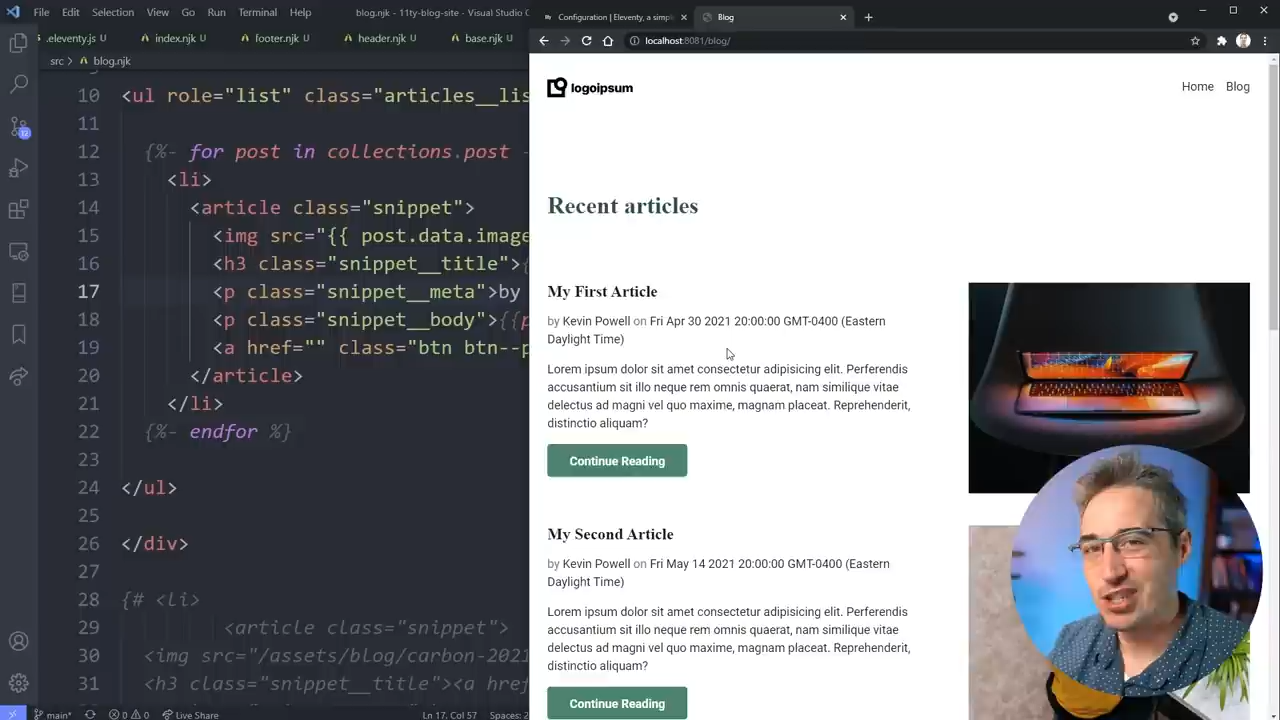 File Edit Selection View Go Run Terminal Help
blog.njk - 11ty-blog-site - Visual Studio
.eleventy.js U
index.njk U
footer.njk U
header.njk U
base.njk U
src > blog.njk
10 <ul role="list" class="articles__lis
11
12 {%- for post in collections.post -
13 <li>
14 <article class="snippet">
15 <img src="{{ post.data.image
16 <h3 class="snippet__title">{
17 <p class="snippet__meta">by
18 <p class="snippet__body">{{p
19 <a href="" class="btn btn--p
20 </article>
21 </li>
22 {%- endfor %}
23
24 </ul>
25
26 </div>
27
28 {# <li>
29 <article class="snippet">
30 <img src="/assets/blog/carbon-2021
31 <h3 class="snippet__title"><a href
12
main*
0 0
Live Share
Ln 17, Col 57
Spaces: 2
Configuration | Eleventy, a simpl
Blog
localhost:8081/blog/
logoipsum
Home Blog
Recent articles
My First Article
by Kevin Powell on Fri Apr 30 2021 20:00:00 GMT-0400 (Eastern
Daylight Time)
Lorem ipsum dolor sit amet consectetur adipisicing elit. Perferendis
accusantium sit illo neque rem omnis quaerat, nam similique vitae
delectus ad magni vel quo maxime, magnam placeat. Reprehenderit,
distinctio aliquam?
Continue Reading
My Second Article
by Kevin Powell on Fri May 14 2021 20:00:00 GMT-0400 (Eastern
Daylight Time)
Lorem ipsum dolor sit amet consectetur adipisicing elit. Perferendis
accusantium sit illo neque rem omnis quaerat, nam similique vitae
delectus ad magni vel quo maxime, magnam placeat. Reprehenderit,
distinctio aliquam?
Continue Reading